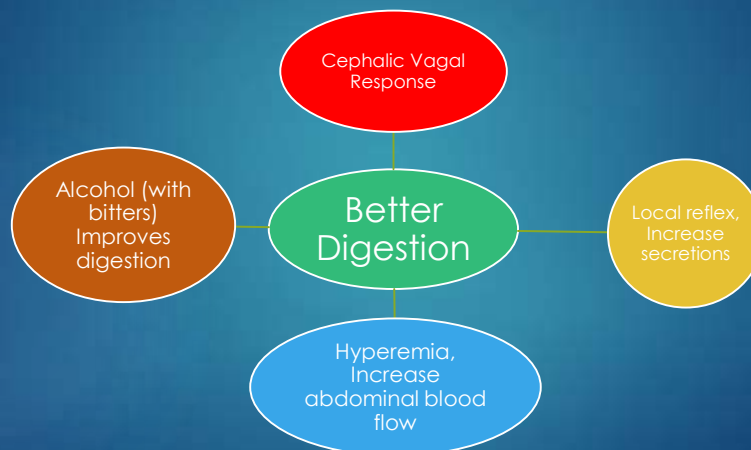 Cephalic Vagal
Response
Alcohol (with
bitters)
Improves
digestion
Better
Digestion
Local reflex,
Increase
secretions
Hyperemia,
Increase
abdominal blood
flow